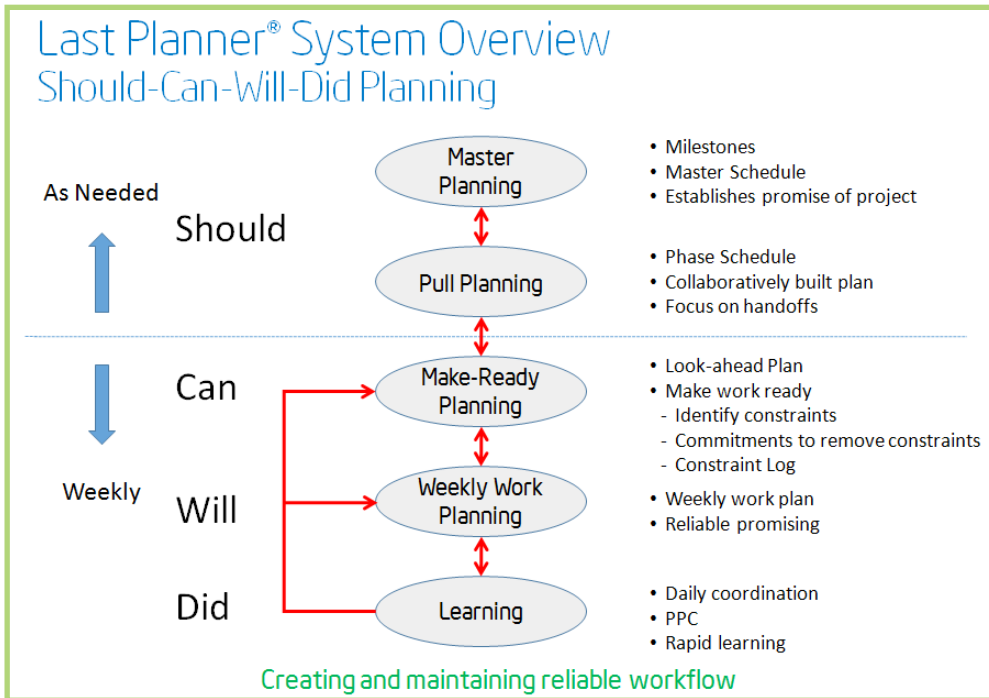 Last Planner® System Overview
Should-Can-Will-Did Planning
As Needed
Should
Master
Planning
• Milestones
• Master Schedule
• Establishes promise of project
Pull Planning
• Phase Schedule
• Collaboratively built plan
• Focus on handoffs
Can
Make-Ready
Planning
• Look-ahead Plan
• Make work ready
- Identify constraints
- Commitments to remove constraints
- Constraint Log
Weekly
Will
Weekly Work
Planning
• Weekly work plan
• Reliable promising
Did
Learning
• Daily coordination
• PPC
• Rapid learning
Creating and maintaining reliable workflow